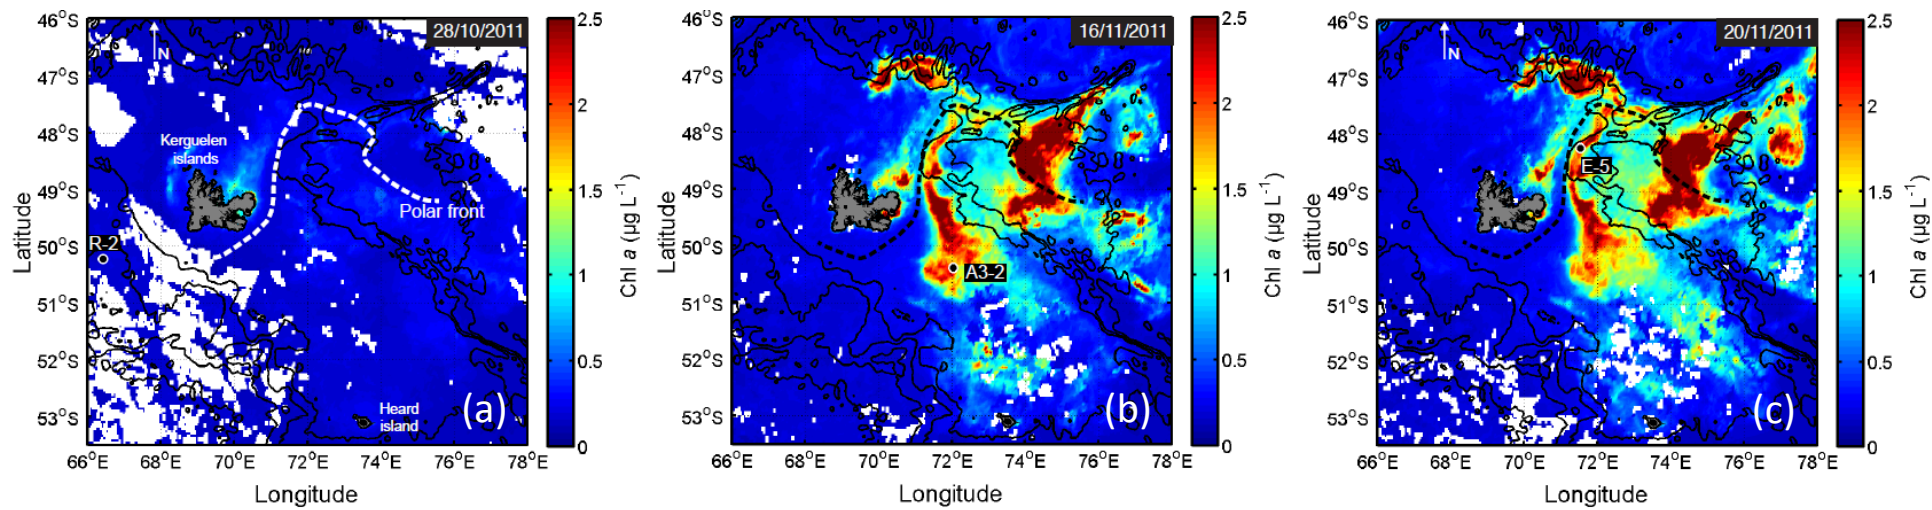 46°S
47°S
48°S
49°S
50°S
51°S
52°S
53°S
66°E
68°E
70°E
72°E
74°E
76°E
78°E
Latitude
Longitude
28/10/2011
N
Kerguelen
islands
Polar front
R-2
Heard
island
(a)
2.5
2
1.5
1
0.5
0
Chl a (µg L⁻¹)
46°S
47°S
48°S
49°S
50°S
51°S
52°S
53°S
66°E
68°E
70°E
72°E
74°E
76°E
78°E
Latitude
Longitude
16/11/2011
N
A3-2
(b)
2.5
2
1.5
1
0.5
0
Chl a (µg L⁻¹)
46°S
47°S
48°S
49°S
50°S
51°S
52°S
53°S
66°E
68°E
70°E
72°E
74°E
76°E
78°E
Latitude
Longitude
20/11/2011
N
E-5
(c)
2.5
2
1.5
1
0.5
0
Chl a (µg L⁻¹)